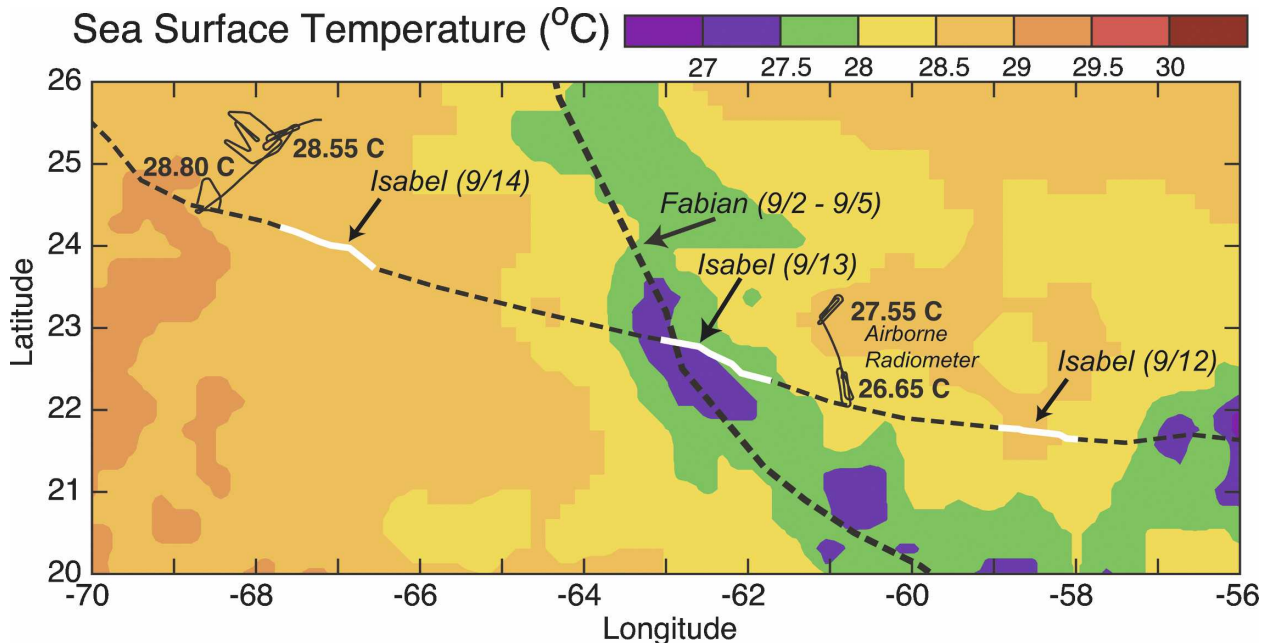 Sea Surface Temperature (°C)
27 27.5 28 28.5 29 29.5 30
26
25
24
23
22
21
20
Latitude
28.80 C
28.55 C
Isabel (9/14)
Fabian (9/2 - 9/5)
Isabel (9/13)
27.55 C
Airborne
Radiometer
26.65 C
Isabel (9/12)
-70 -68 -66 -64 -62 -60 -58 -56
Longitude